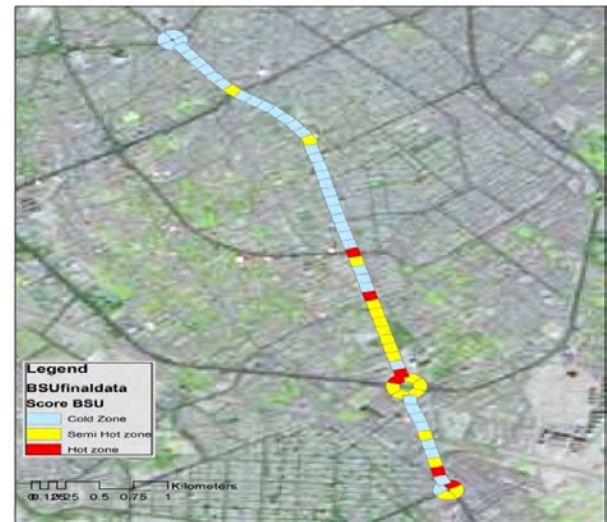 Legend
BSUfinaldata
Score BSU
Cold Zone
Semi Hot zone
Hot zone
Kilometers
0.5 0.75 1